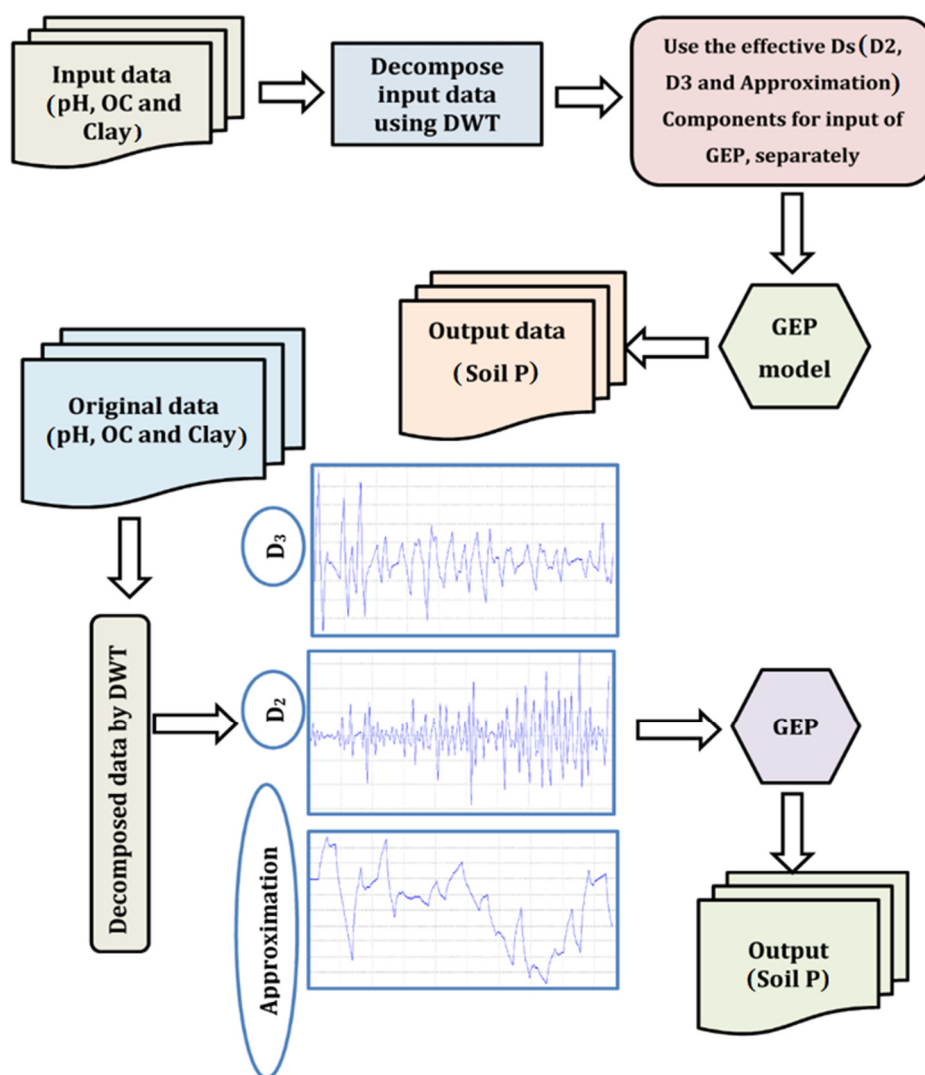 Input data
(pH, OC and
Clay)
Decompose
input data
using DWT
Use the effective Ds (D2,
D3 and Approximation)
Components for input of
GEP, separately
GEP
model
Output data
(Soil P)
Original data
(pH, OC and Clay)
Decomposed data by DWT
D3
D2
Approximation
GEP
Output
(Soil P)